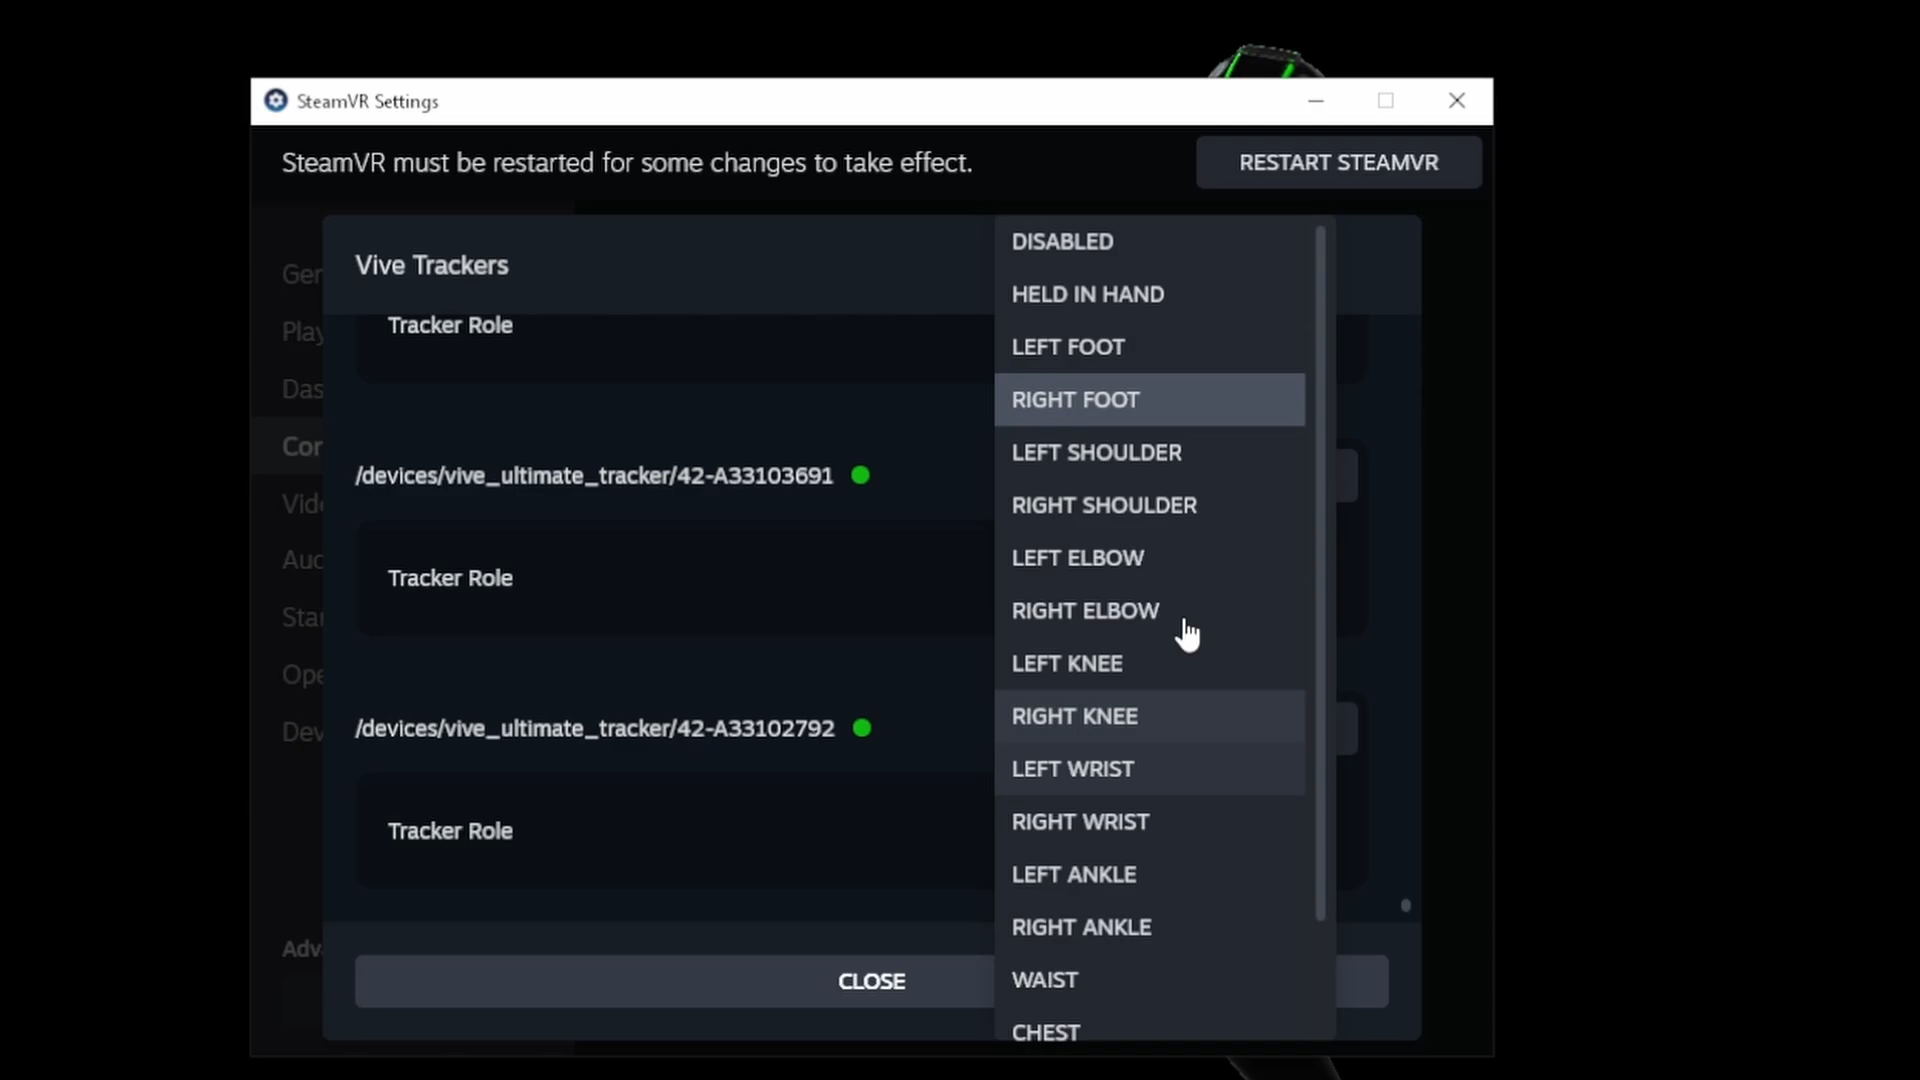 SteamVR Settings
SteamVR must be restarted for some changes to take effect.
RESTART STEAMVR
Vive Trackers
Tracker Role
/devices/vive_ultimate_tracker/42-A33103691
Tracker Role
/devices/vive_ultimate_tracker/42-A33102792
Tracker Role
CLOSE
DISABLED
HELD IN HAND
LEFT FOOT
RIGHT FOOT
LEFT SHOULDER
RIGHT SHOULDER
LEFT ELBOW
RIGHT ELBOW
LEFT KNEE
RIGHT KNEE
LEFT WRIST
RIGHT WRIST
LEFT ANKLE
RIGHT ANKLE
WAIST
CHEST